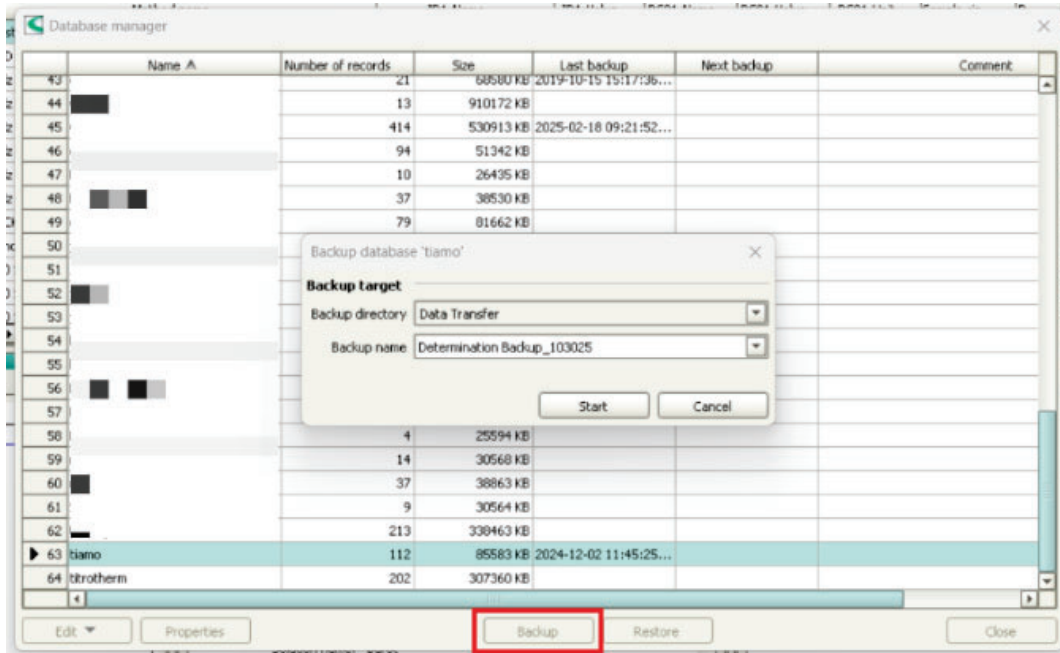 Database manager
Name Number of records Size Last backup Next backup Comment
43 21 68580 KB 2019-10-15 15:17:36...
44 13 910172 KB
45 414 530913 KB 2025-02-18 09:21:52...
46 94 51342 KB
47 10 26435 KB
48 37 38530 KB
49 79 81662 KB
50
51
52
53
54
55
56
57
Backup database 'tiamo'
Backup target
Backup directory Data Transfer
Backup name Determination Backup_103025
Start Cancel
58 4 25594 KB
59 14 30568 KB
60 37 38863 KB
61 9 30564 KB
62 213 338463 KB
63 tiamo 112 85583 KB 2024-12-02 11:45:25...
64 titrotherm 202 307360 KB
Edit Properties Backup Restore Close